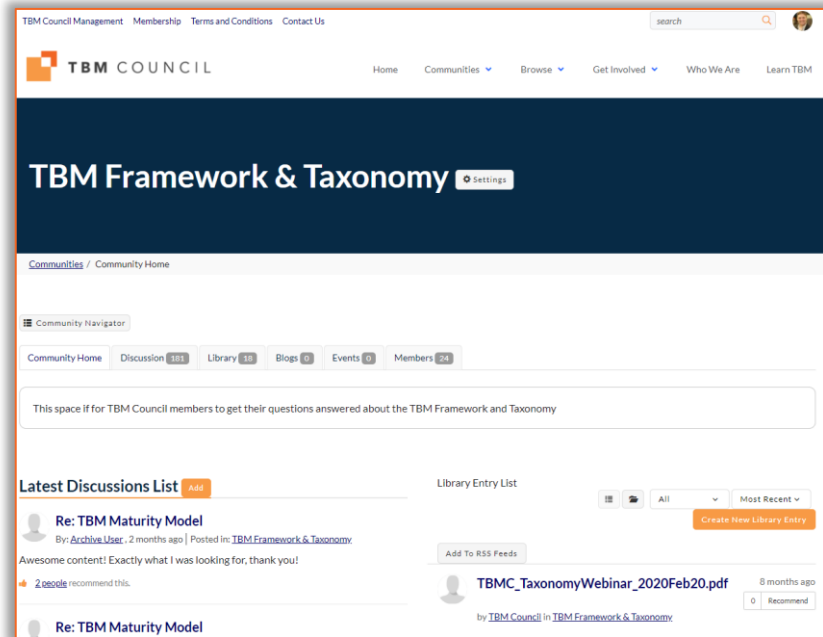 TBM Council Management Membership Terms and Conditions Contact Us
search
TBM COUNCIL
Home Communities Browse Get Involved Who We Are Learn TBM
TBM Framework & Taxonomy
Settings
Communities / Community Home
Community Navigator
Community Home Discussion 181 Library 18 Blogs 0 Events 0 Members 24
This space if for TBM Council members to get their questions answered about the TBM Framework and Taxonomy
Latest Discussions List Add
Re: TBM Maturity Model
By: Archive User , 2 months ago | Posted in: TBM Framework & Taxonomy
Awesome content! Exactly what I was looking for, thank you!
2 people recommend this.
Re: TBM Maturity Model
Library Entry List
All Most Recent
Create New Library Entry
Add To RSS Feeds
TBMC_TaxonomyWebinar_2020Feb20.pdf 8 months ago
0 Recommend
by TBM Council in TBM Framework & Taxonomy